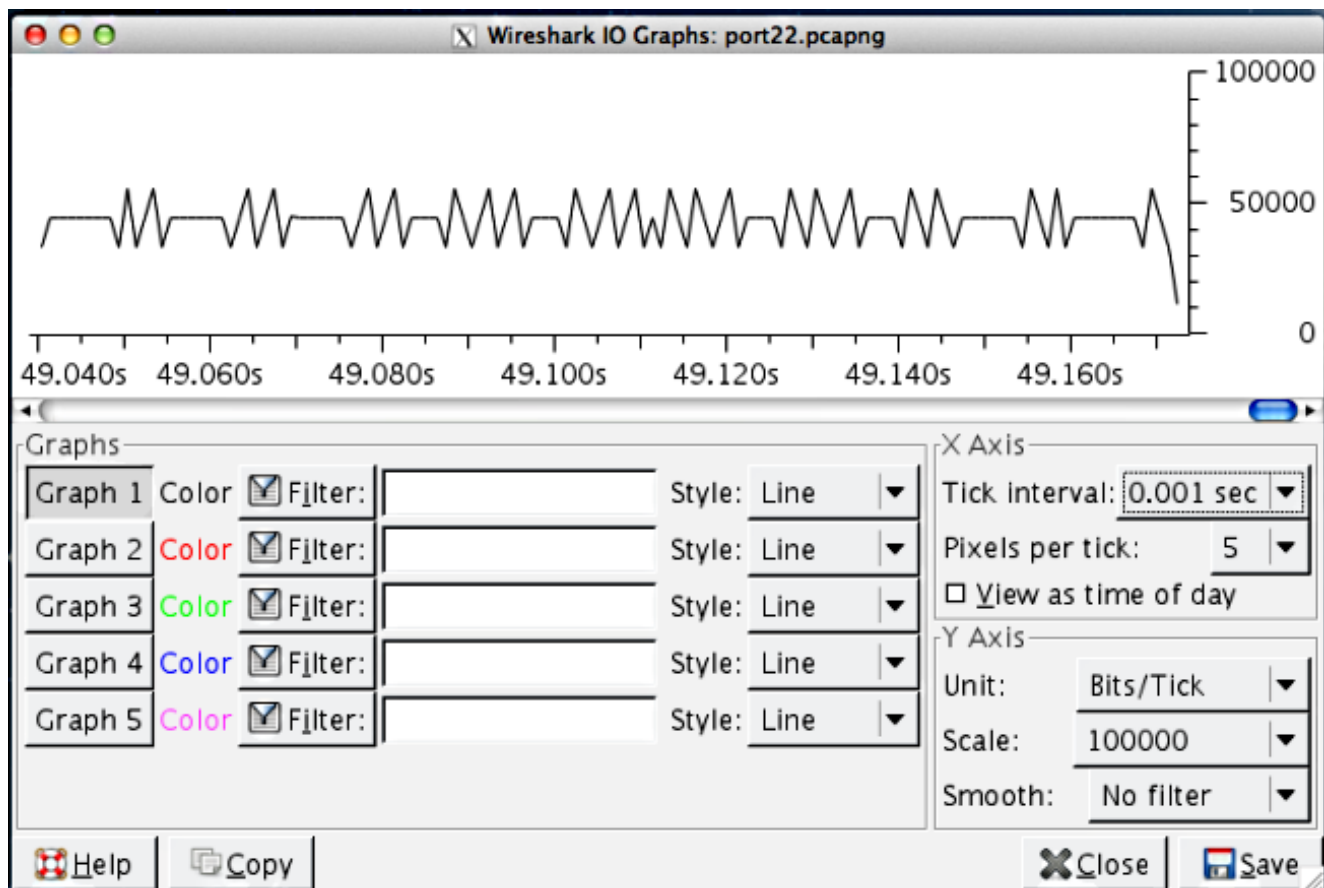 X Wireshark IO Graphs: port22.pcapng
100000
50000
0
49.040s 49.060s 49.080s 49.100s 49.120s 49.140s 49.160s
Graphs
Graph 1 Color Filter: Style: Line
Graph 2 Color Filter: Style: Line
Graph 3 Color Filter: Style: Line
Graph 4 Color Filter: Style: Line
Graph 5 Color Filter: Style: Line
X Axis
Tick interval: 0.001 sec
Pixels per tick: 5
View as time of day
Y Axis
Unit: Bits/Tick
Scale: 100000
Smooth: No filter
Help Copy Close Save